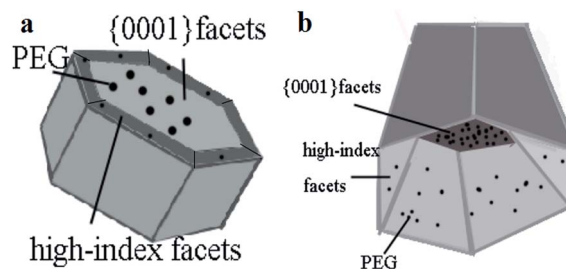 a
{0001}facets
PEG
high-index facets
b
{0001}facets
high-index
facets
PEG